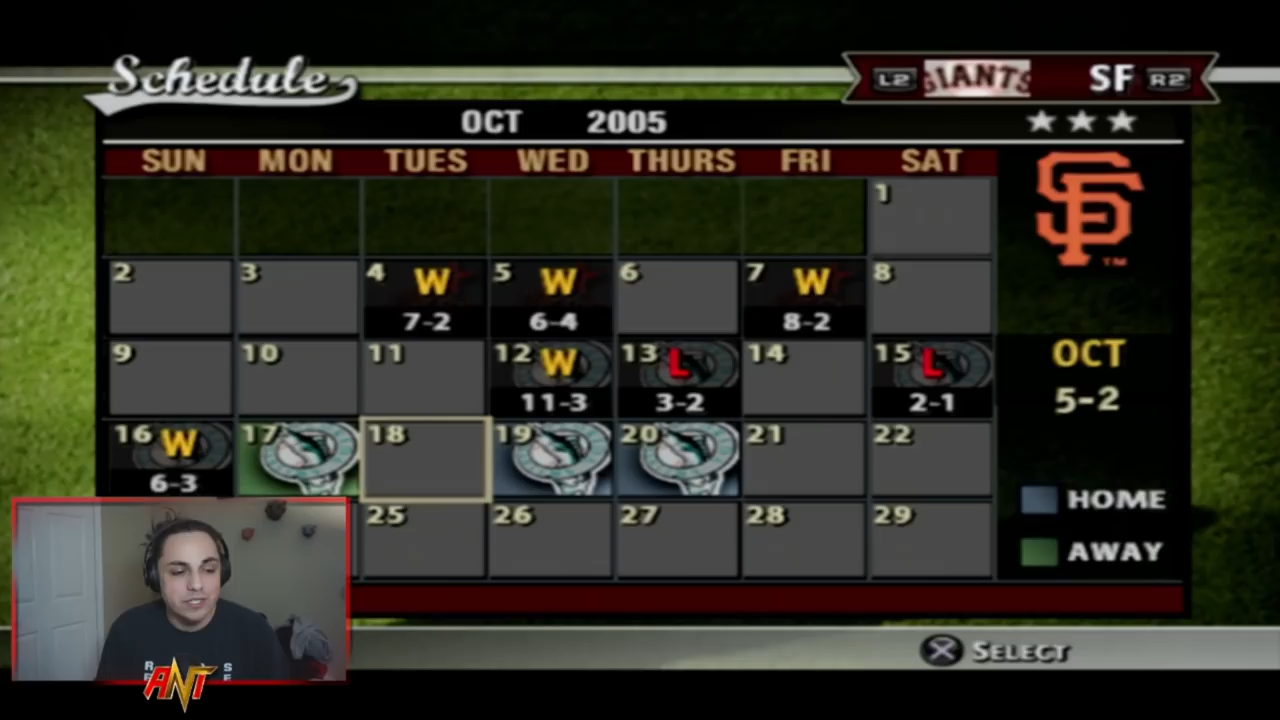 Schedule
L2 GIANTS SF R2
OCT 2005
SUN MON TUES WED THURS FRI SAT
1
2 3 4 W 5 W 6 7 W 8
7-2 6-4 8-2
9 10 11 12 W 13 L 14 15 L
11-3 3-2 2-1
16 W 17 18 19 20 21 22
6-3
25 26 27 28 29
SF
TM
OCT
5-2
HOME
AWAY
SELECT
ANT